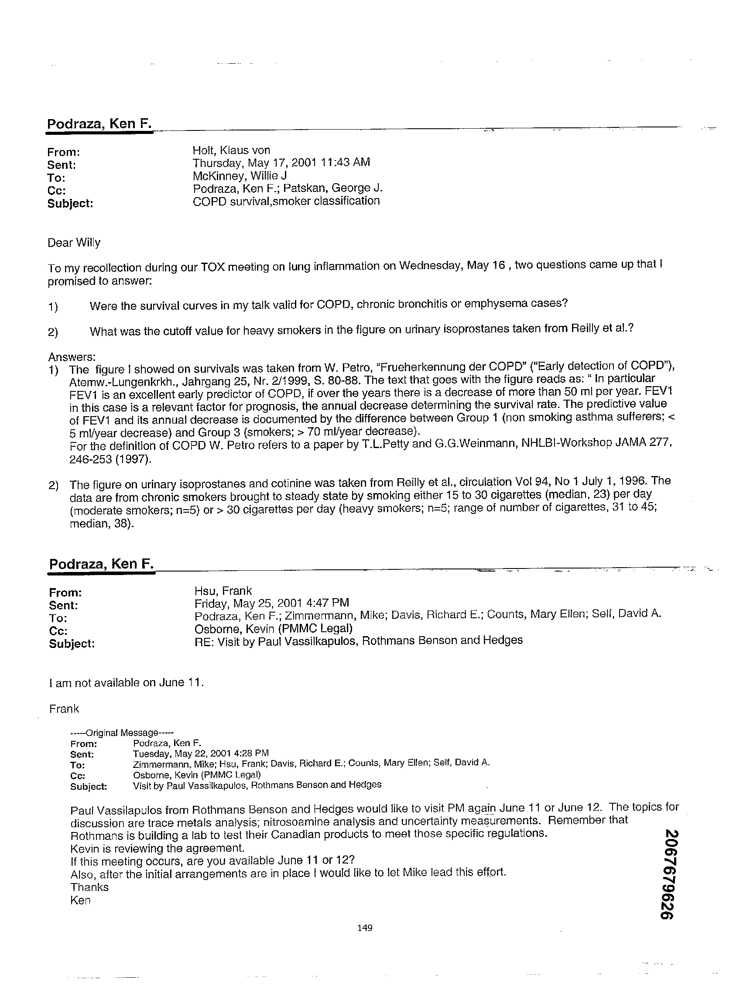 Podraza, Ken F.
From: Holt, Klaus von
Sent: Thursday, May 17, 2001 11:43 AM
To: McKinney, Willie J
Cc: Podraza, Ken F.; Patskan, George J.
Subject: COPD survival,smoker classification
Dear Willy
To my recollection during our TOX meeting on lung inflammation on Wednesday, May 16 , two questions came up that I
promised to answer:
1) Were the survival curves in my talk valid for COPD, chronic bronchitis or emphysema cases?
2) What was the cutoff value for heavy smokers in the figure on urinary isoprostanes taken from Reilly et al.?
Answers:
1) The figure I showed on survivals was taken from W. Petro, "Frueherkennung der COPD" ("Early detection of COPD"),
Atemw.-Lungenkrkh., Jahrgang 25, Nr. 2/1999, S. 80-88. The text that goes with the figure reads as: " In particular
FEV1 is an excellent early predictor of COPD, if over the years there is a decrease of more than 50 ml per year. FEV1
in this case is a relevant factor for prognosis, the annual decrease determining the survival rate. The predictive value
of FEV1 and its annual decrease is documented by the difference between Group 1 (non smoking asthma sufferers; <
5 ml/year decrease) and Group 3 (smokers; > 70 ml/year decrease).
For the definition of COPD W. Petro refers to a paper by T.L.Petty and G.G.Weinmann, NHLBI-Workshop JAMA 277,
246-253 (1997).
2) The figure on urinary isoprostanes and cotinine was taken from Reilly et al., circulation Vol 94, No 1 July 1, 1996. The
data are from chronic smokers brought to steady state by smoking either 15 to 30 cigarettes (median, 23) per day
(moderate smokers; n=5) or > 30 cigarettes per day (heavy smokers; n=5; range of number of cigarettes, 31 to 45;
median, 38).
Podraza, Ken F.
From: Hsu, Frank
Sent: Friday, May 25, 2001 4:47 PM
To: Podraza, Ken F.; Zimmermann, Mike; Davis, Richard E.; Counts, Mary Ellen; Self, David A.
Cc: Osborne, Kevin (PMMC Legal)
Subject: RE: Visit by Paul Vassilkapulos, Rothmans Benson and Hedges
I am not available on June 11.
Frank
-----Original Message-----
From: Podraza, Ken F.
Sent: Tuesday, May 22, 2001 4:28 PM
To: Zimmermann, Mike; Hsu, Frank; Davis, Richard E.; Counts, Mary Ellen; Self, David A.
Cc: Osborne, Kevin (PMMC Legal)
Subject: Visit by Paul Vassilkapulos, Rothmans Benson and Hedges
Paul Vassilapulos from Rothmans Benson and Hedges would like to visit PM again June 11 or June 12. The topics for
discussion are trace metals analysis; nitrosoamine analysis and uncertainty measurements. Remember that
Rothmans is building a lab to test their Canadian products to meet those specific regulations.
Kevin is reviewing the agreement.
If this meeting occurs, are you available June 11 or 12?
Also, after the initial arrangements are in place I would like to let Mike lead this effort.
Thanks
Ken
2067679626
149